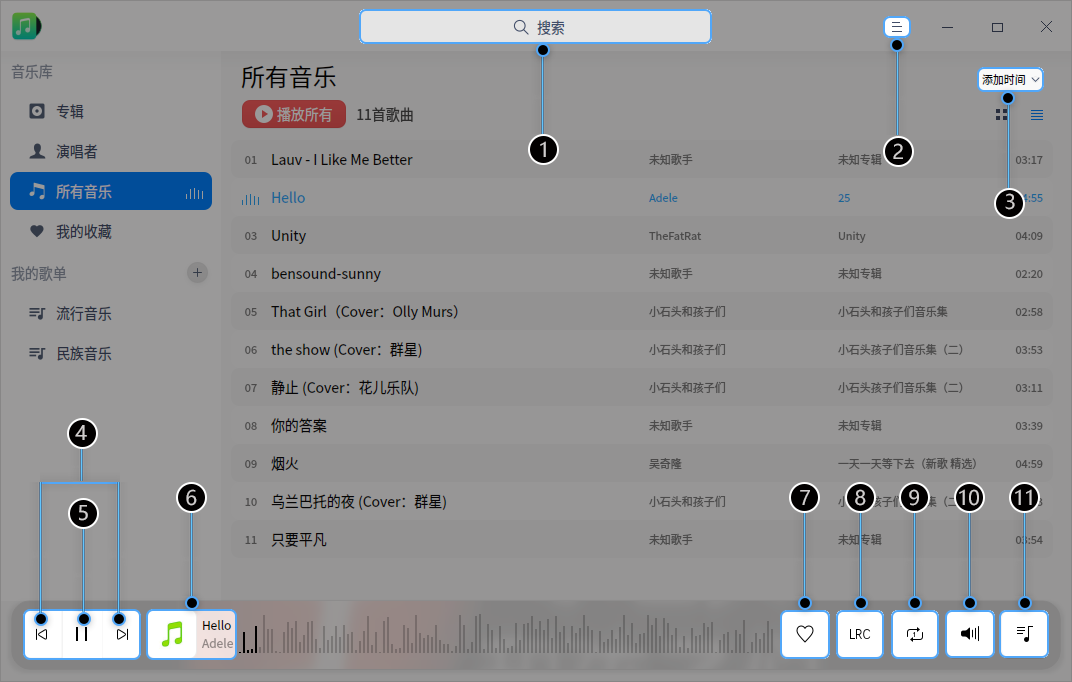 搜索
音乐库
专辑
演唱者
所有音乐
我的收藏
我的歌单
流行音乐
民族音乐
所有音乐
添加时间
播放所有 11首歌曲
01 Lauv - I Like Me Better 未知歌手 未知专辑 03:17
Hello Adele 25 :55
03 Unity TheFatRat Unity 04:09
04 bensound-sunny 未知歌手 未知专辑 02:20
05 That Girl（Cover：Olly Murs） 小石头和孩子们 小石头和孩子们音乐集 02:58
06 the show (Cover：群星) 小石头和孩子们 小石头孩子们音乐集（二） 03:53
07 静止 (Cover：花儿乐队) 小石头和孩子们 小石头孩子们音乐集（二） 03:11
08 你的答案 未知歌手 未知专辑 03:39
09 烟火 吴奇隆 一天一天等下去（新歌 精选） 04:59
10 乌兰巴托的夜 (Cover：群星) 小石头和孩子们
11 只要平凡 未知歌手 未知专辑 03:54
1
2
3
4
5
6
7
8
9
10
11
Hello
Adele
LRC